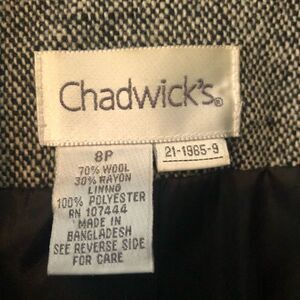 Chadwick's®
8P
70% WOOL
30% RAYON
LINING
100% POLYESTER
RN 107444
MADE IN
BANGLADESH
SEE REVERSE SIDE
FOR CARE
21-1965-9